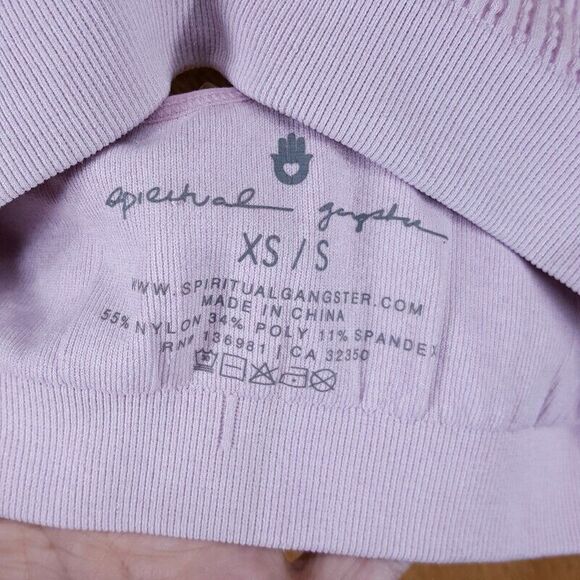 spiritual gangster
XS / S
WWW.SPIRITUALGANGSTER.COM
MADE IN CHINA
55% NYLON 34% POLY 11% SPANDEX
RN# 136981 | CA 32350